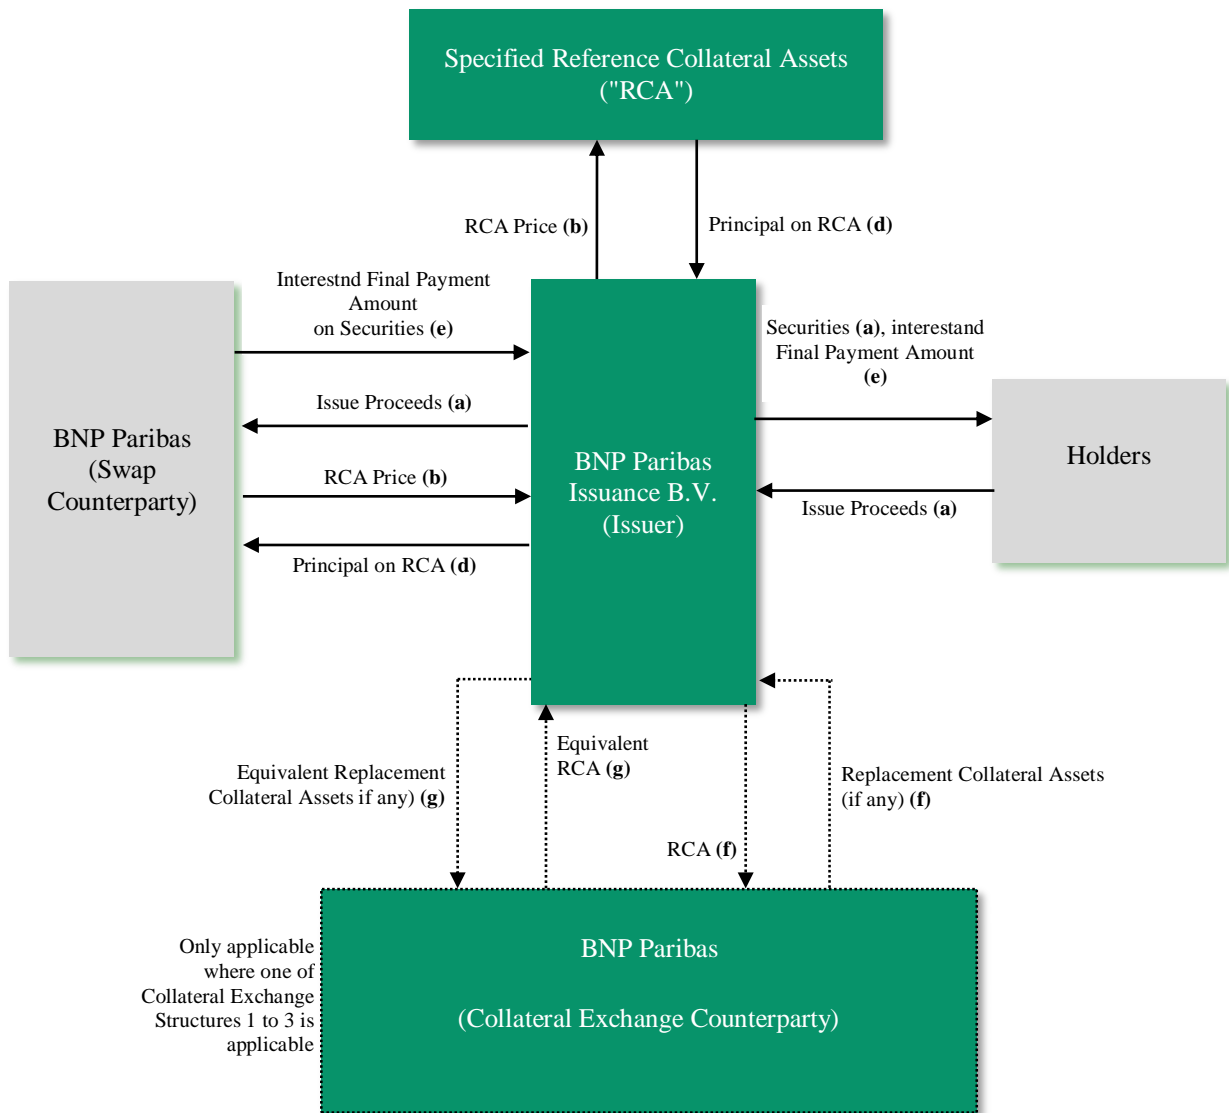 Specified Reference Collateral Assets
("RCA")
RCA Price (b)
Principal on RCA (d)
Interestnd Final Payment
Amount
on Securities (e)
Securities (a), interestand
Final Payment Amount
(e)
Issue Proceeds (a)
BNP Paribas
(Swap
Counterparty)
RCA Price (b)
Principal on RCA (d)
BNP Paribas
Issuance B.V.
(Issuer)
Holders
Issue Proceeds (a)
Equivalent Replacement
Collateral Assets if any) (g)
Equivalent
RCA (g)
RCA (f)
Replacement Collateral Assets
(if any) (f)
Only applicable
where one of
Collateral Exchange
Structures 1 to 3 is
applicable
BNP Paribas
(Collateral Exchange Counterparty)